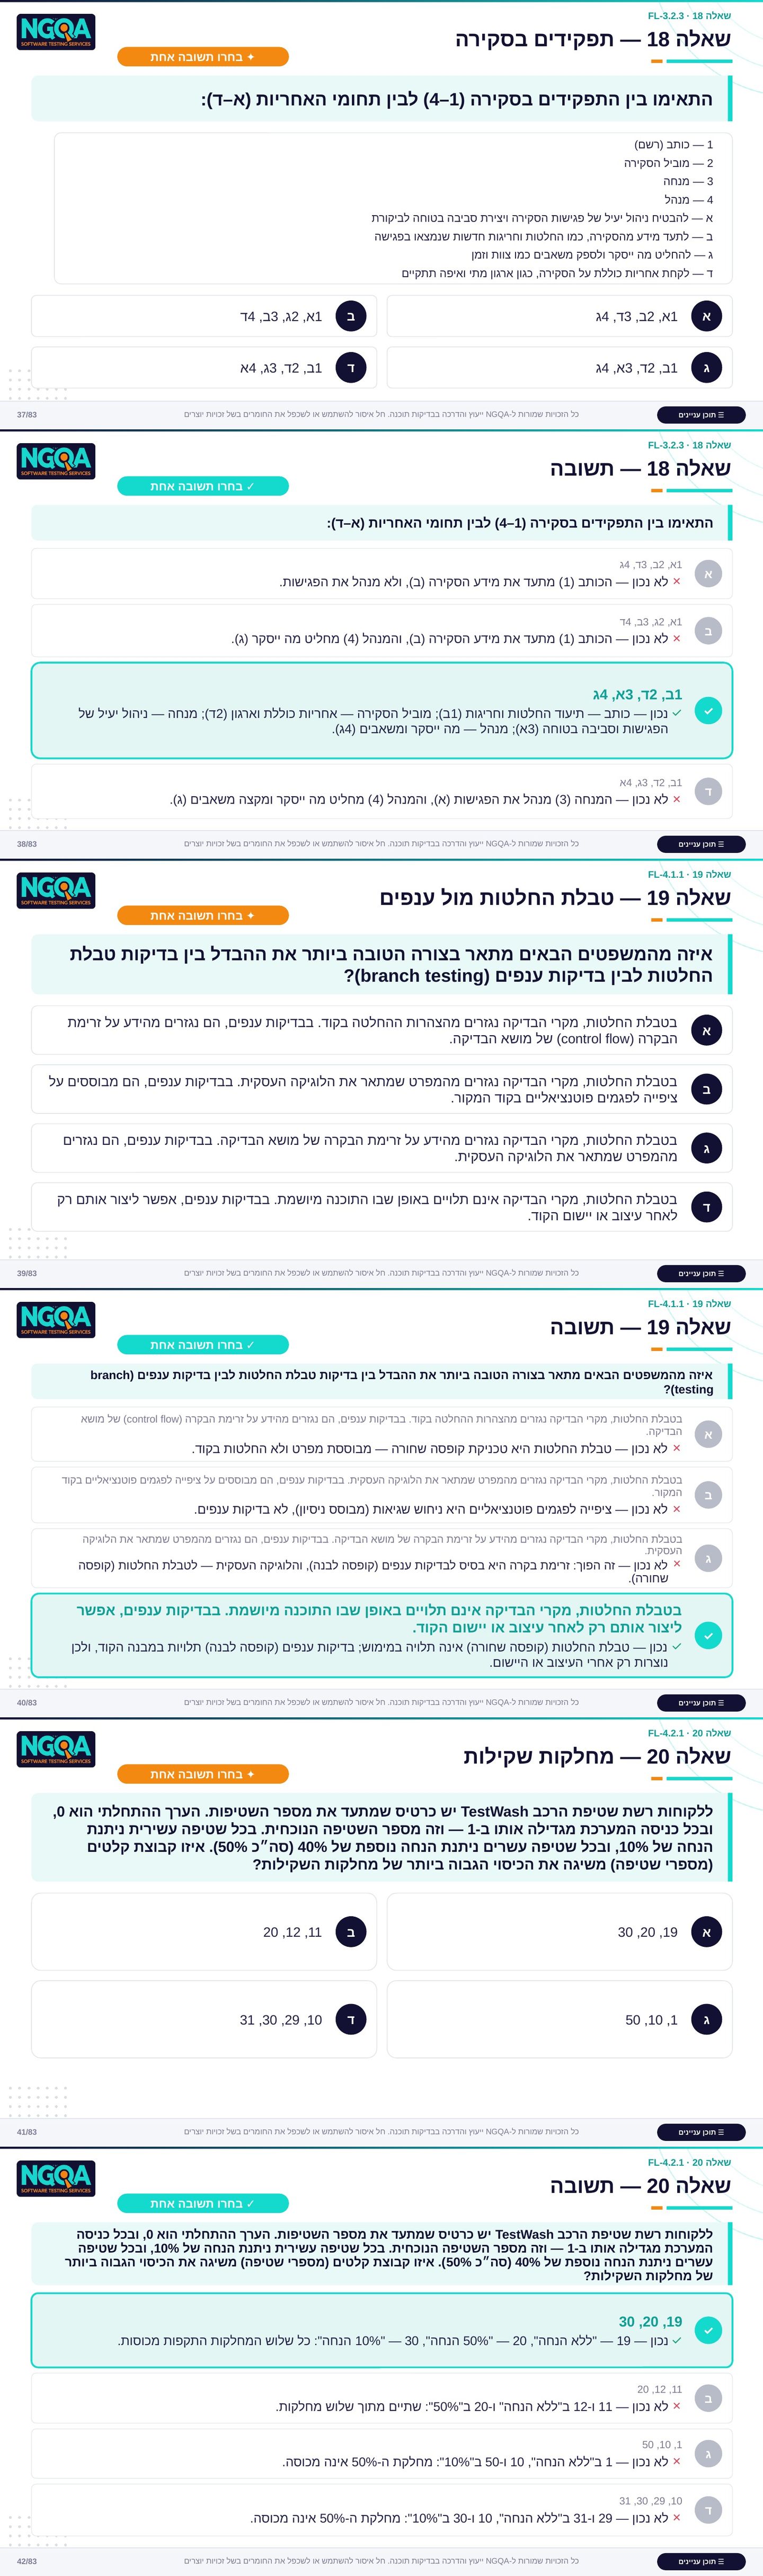 FL-3.2.3 · שאלה 18
שאלה 18 — תפקידים בסקירה
✦ בחרו תשובה אחת
NGQA
SOFTWARE TESTING SERVICES
התאימו בין התפקידים בסקירה (1–4) לבין תחומי האחריות (א–ד):
1 — כותב (רשם)
2 — מוביל הסקירה
3 — מנחה
4 — מנהל
א — להבטיח ניהול יעיל של פגישות הסקירה ויצירת סביבה בטוחה לביקורת
ב — לתעד מידע מהסקירה, כמו החלטות וחריגות חדשות שנמצאו בפגישה
ג — להחליט מה ייסקר ולספק משאבים כמו צוות וזמן
ד — לקחת אחריות כוללת על הסקירה, כגון ארגון מתי ואיפה תתקיים
א 1א, 2ב, 3ד, 4ג
ב 1א, 2ג, 3ב, 4ד
ג 1ב, 2ד, 3א, 4ג
ד 1ב, 2ד, 3ג, 4א
☰ תוכן עניינים
כל הזכויות שמורות ל-NGQA ייעוץ והדרכה בבדיקות תוכנה. חל איסור להשתמש או לשכפל את החומרים בשל זכויות יוצרים
37/83
FL-3.2.3 · שאלה 18
שאלה 18 — תשובה
✓ בחרו תשובה אחת
NGQA
SOFTWARE TESTING SERVICES
התאימו בין התפקידים בסקירה (1–4) לבין תחומי האחריות (א–ד):
א 1א, 2ב, 3ד, 4ג
✕ לא נכון — הכותב (1) מתעד את מידע הסקירה (ב), ולא מנהל את הפגישות.
ב 1א, 2ג, 3ב, 4ד
✕ לא נכון — הכותב (1) מתעד את מידע הסקירה (ב), והמנהל (4) מחליט מה ייסקר (ג).
✓ 1ב, 2ד, 3א, 4ג
✓ נכון — כותב — תיעוד החלטות וחריגות (1ב); מוביל הסקירה — אחריות כוללת וארגון (2ד); מנחה — ניהול יעיל של
הפגישות וסביבה בטוחה (3א); מנהל — מה ייסקר ומשאבים (4ג).
ד 1ב, 2ד, 3ג, 4א
✕ לא נכון — המנחה (3) מנהל את הפגישות (א), והמנהל (4) מחליט מה ייסקר ומקצה משאבים (ג).
☰ תוכן עניינים
כל הזכויות שמורות ל-NGQA ייעוץ והדרכה בבדיקות תוכנה. חל איסור להשתמש או לשכפל את החומרים בשל זכויות יוצרים
38/83
FL-4.1.1 · שאלה 19
שאלה 19 — טבלת החלטות מול ענפים
✦ בחרו תשובה אחת
NGQA
SOFTWARE TESTING SERVICES
איזה מהמשפטים הבאים מתאר בצורה הטובה ביותר את ההבדל בין בדיקות טבלת
החלטות לבין בדיקות ענפים (branch testing)?
א בטבלת החלטות, מקרי הבדיקה נגזרים מהצהרות ההחלטה בקוד. בבדיקות ענפים, הם נגזרים מהידע על זרימת
הבקרה (control flow) של מושא הבדיקה.
ב בטבלת החלטות, מקרי הבדיקה נגזרים מהמפרט שמתאר את הלוגיקה העסקית. בבדיקות ענפים, הם מבוססים על
ציפייה לפגמים פוטנציאליים בקוד המקור.
ג בטבלת החלטות, מקרי הבדיקה נגזרים מהידע על זרימת הבקרה של מושא הבדיקה. בבדיקות ענפים, הם נגזרים
מהמפרט שמתאר את הלוגיקה העסקית.
ד בטבלת החלטות, מקרי הבדיקה אינם תלויים באופן שבו התוכנה מיושמת. בבדיקות ענפים, אפשר ליצור אותם רק
לאחר עיצוב או יישום הקוד.
☰ תוכן עניינים
כל הזכויות שמורות ל-NGQA ייעוץ והדרכה בבדיקות תוכנה. חל איסור להשתמש או לשכפל את החומרים בשל זכויות יוצרים
39/83
FL-4.1.1 · שאלה 19
שאלה 19 — תשובה
✓ בחרו תשובה אחת
NGQA
SOFTWARE TESTING SERVICES
איזה מהמשפטים הבאים מתאר בצורה הטובה ביותר את ההבדל בין בדיקות טבלת החלטות לבין בדיקות ענפים (branch
testing)?
א בטבלת החלטות, מקרי הבדיקה נגזרים מהצהרות ההחלטה בקוד. בבדיקות ענפים, הם נגזרים מהידע על זרימת הבקרה (control flow) של מושא
הבדיקה.
✕ לא נכון — טבלת החלטות היא טכניקת קופסה שחורה — מבוססת מפרט ולא החלטות בקוד.
ב בטבלת החלטות, מקרי הבדיקה נגזרים מהמפרט שמתאר את הלוגיקה העסקית. בבדיקות ענפים, הם מבוססים על ציפייה לפגמים פוטנציאליים בקוד
המקור.
✕ לא נכון — ציפייה לפגמים פוטנציאליים היא ניחוש שגיאות (מבוסס ניסיון), לא בדיקות ענפים.
ג בטבלת החלטות, מקרי הבדיקה נגזרים מהידע על זרימת הבקרה של מושא הבדיקה. בבדיקות ענפים, הם נגזרים מהמפרט שמתאר את הלוגיקה
העסקית.
✕ לא נכון — זה הפוך: זרימת בקרה היא בסיס לבדיקות ענפים (קופסה לבנה), והלוגיקה העסקית — לטבלת החלטות (קופסה
שחורה).
✓ בטבלת החלטות, מקרי הבדיקה אינם תלויים באופן שבו התוכנה מיושמת. בבדיקות ענפים, אפשר
ליצור אותם רק לאחר עיצוב או יישום הקוד.
✓ נכון — טבלת החלטות (קופסה שחורה) אינה תלויה במימוש; בדיקות ענפים (קופסה לבנה) תלויות במבנה הקוד, ולכן
נוצרות רק אחרי העיצוב או היישום.
☰ תוכן עניינים
כל הזכויות שמורות ל-NGQA ייעוץ והדרכה בבדיקות תוכנה. חל איסור להשתמש או לשכפל את החומרים בשל זכויות יוצרים
40/83
FL-4.2.1 · שאלה 20
שאלה 20 — מחלקות שקילות
✦ בחרו תשובה אחת
NGQA
SOFTWARE TESTING SERVICES
ללקוחות רשת שטיפת הרכב TestWash יש כרטיס שמתעד את מספר השטיפות. הערך ההתחלתי הוא 0,
ובכל כניסה המערכת מגדילה אותו ב-1 — וזה מספר השטיפה הנוכחית. בכל שטיפה עשירית ניתנת
הנחה של 10%, ובכל שטיפה עשרים ניתנת הנחה נוספת של 40% (סה״כ 50%). איזו קבוצת קלטים
(מספרי שטיפה) משיגה את הכיסוי הגבוה ביותר של מחלקות השקילות?
א 19, 20, 30
ב 11, 12, 20
ג 1, 10, 50
ד 10, 29, 30, 31
☰ תוכן עניינים
כל הזכויות שמורות ל-NGQA ייעוץ והדרכה בבדיקות תוכנה. חל איסור להשתמש או לשכפל את החומרים בשל זכויות יוצרים
41/83
FL-4.2.1 · שאלה 20
שאלה 20 — תשובה
✓ בחרו תשובה אחת
NGQA
SOFTWARE TESTING SERVICES
ללקוחות רשת שטיפת הרכב TestWash יש כרטיס שמתעד את מספר השטיפות. הערך ההתחלתי הוא 0, ובכל כניסה
המערכת מגדילה אותו ב-1 — וזה מספר השטיפה הנוכחית. בכל שטיפה עשירית ניתנת הנחה של 10%, ובכל שטיפה
עשרים ניתנת הנחה נוספת של 40% (סה״כ 50%). איזו קבוצת קלטים (מספרי שטיפה) משיגה את הכיסוי הגבוה ביותר
של מחלקות השקילות?
✓ 19, 20, 30
✓ נכון — 19 — "ללא הנחה", 20 — "50% הנחה", 30 — "10% הנחה": כל שלוש המחלקות התקפות מכוסות.
ב 11, 12, 20
✕ לא נכון — 11 ו-12 ב"ללא הנחה" ו-20 ב"50%": שתיים מתוך שלוש מחלקות.
ג 1, 10, 50
✕ לא נכון — 1 ב"ללא הנחה", 10 ו-50 ב"10%": מחלקת ה-50% אינה מכוסה.
ד 10, 29, 30, 31
✕ לא נכון — 29 ו-31 ב"ללא הנחה", 10 ו-30 ב"10%": מחלקת ה-50% אינה מכוסה.
☰ תוכן עניינים
כל הזכויות שמורות ל-NGQA ייעוץ והדרכה בבדיקות תוכנה. חל איסור להשתמש או לשכפל את החומרים בשל זכויות יוצרים
42/83